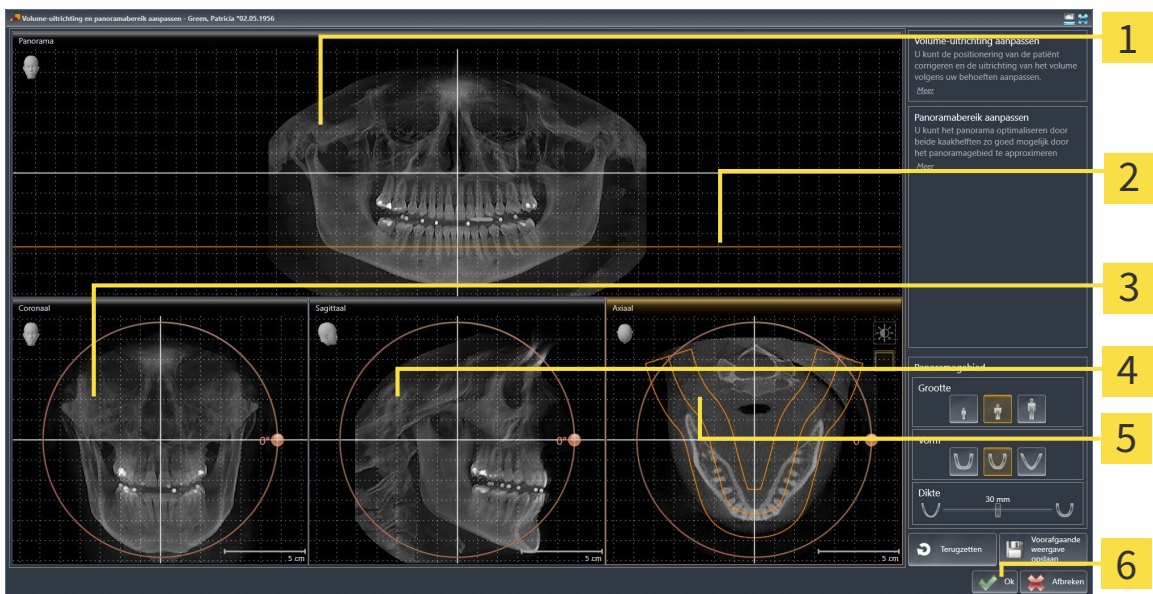 Volume-uitrichting en panoramabereik aanpassen - Green, Patricia *02.05.1956
Panorama
Volume-uitrichting aanpassen
U kunt de positionering van de patiënt
corrigeren en de uitrichting van het volume
volgens uw behoeften aanpassen.
Meer
Panoramabereik aanpassen
U kunt het panorama optimaliseren door
beide kaakhelften zo goed mogelijk door
het panoramagebied te approximeren
Meer
1
2
3
4
5
6
Coronaal
0°
5 cm
Sagittaal
0°
5 cm
Axiaal
0
5 cm
Panoramagebied
Grootte
Vorm
Dikte
30 mm
Terugzetten
Voorafgaande
weergave
opslaan
Ok
Afbreken